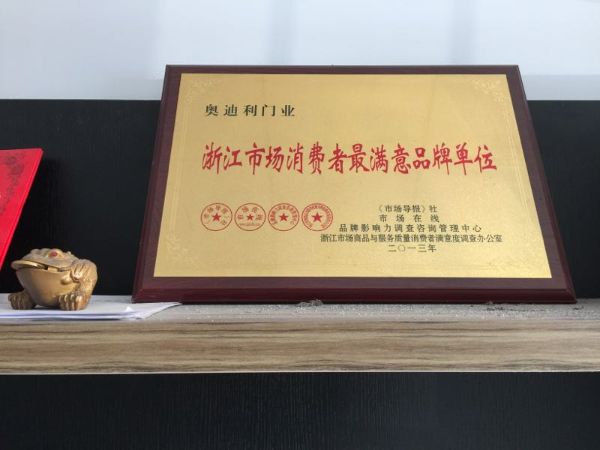 奥迪利门业
浙江市场消费者最满意品牌单位
《市场导报》社
市场在线
品牌影响力调查咨询管理中心
浙江市场商品与服务质量消费者满意度调查办公室
二〇一三年